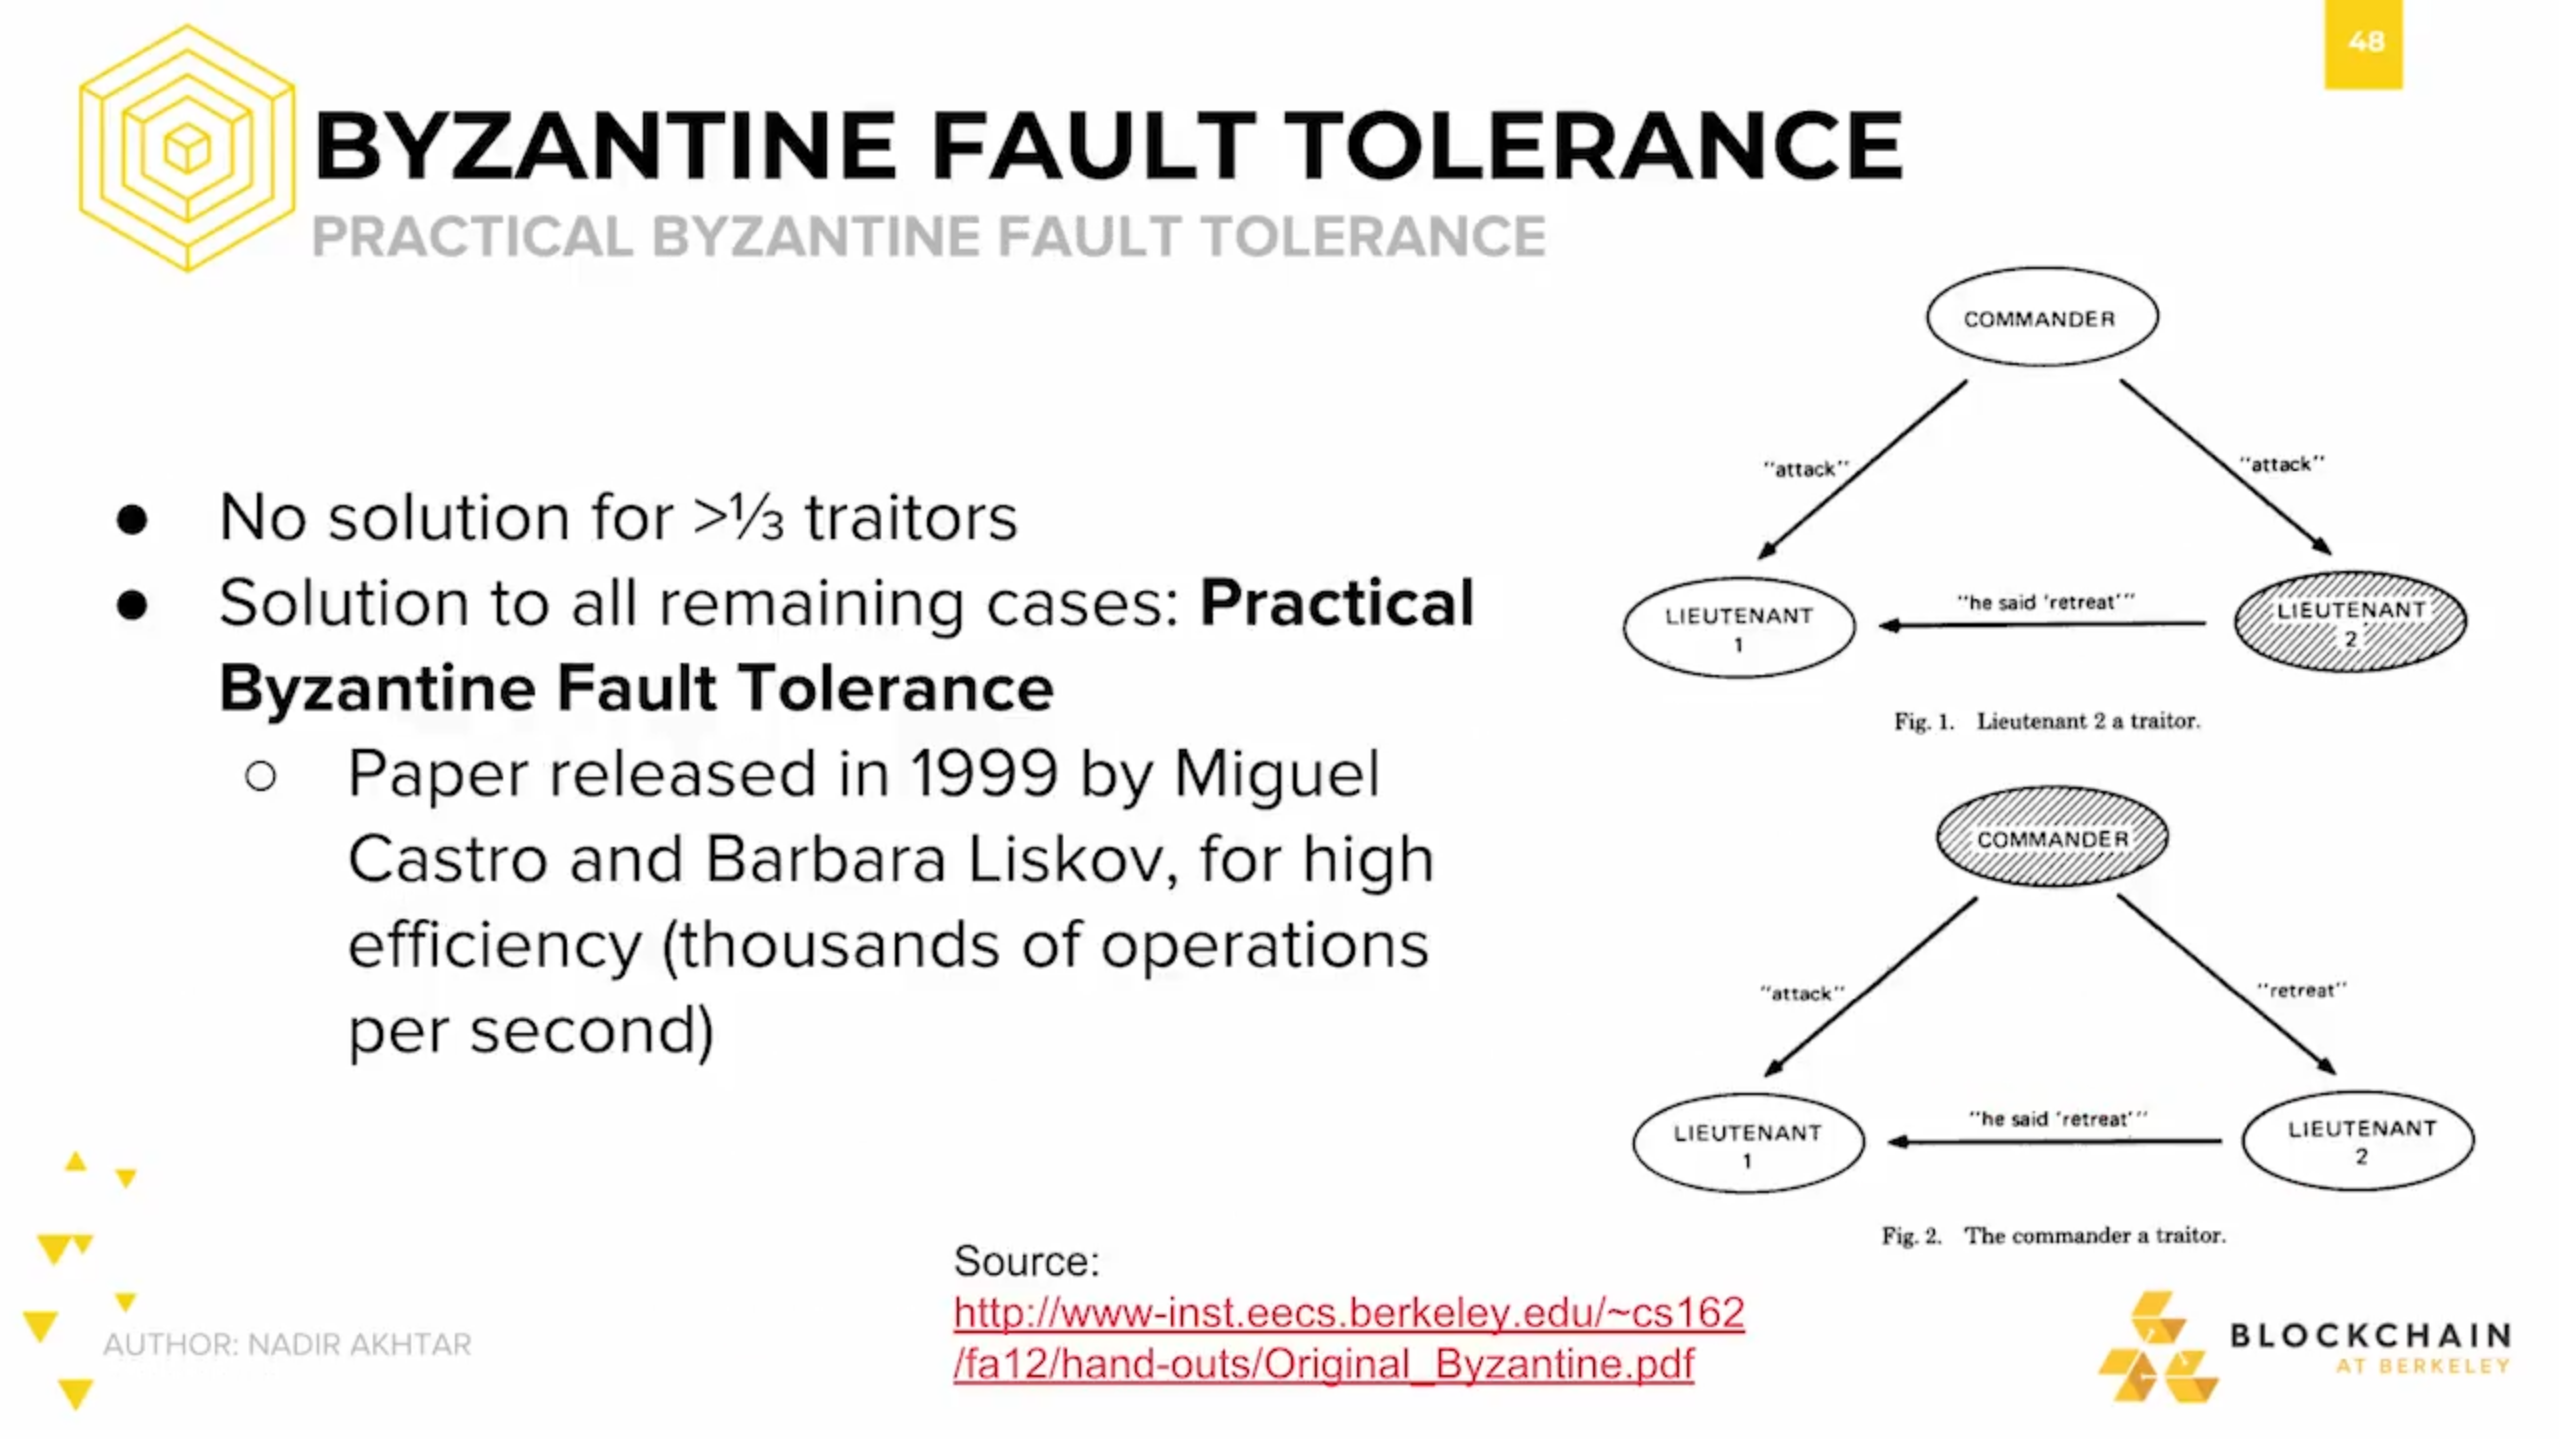 48
BYZANTINE FAULT TOLERANCE
PRACTICAL BYZANTINE FAULT TOLERANCE
● No solution for >⅓ traitors
● Solution to all remaining cases: Practical
Byzantine Fault Tolerance
○ Paper released in 1999 by Miguel
Castro and Barbara Liskov, for high
efficiency (thousands of operations
per second)
COMMANDER
"attack"
"attack"
LIEUTENANT
1
"he said 'retreat'"
LIEUTENANT
2
Fig. 1. Lieutenant 2 a traitor.
COMMANDER
"attack"
"retreat"
LIEUTENANT
1
"he said 'retreat'"
LIEUTENANT
2
Fig. 2. The commander a traitor.
Source:
http://www-inst.eecs.berkeley.edu/~cs162
/fa12/hand-outs/Original_Byzantine.pdf
AUTHOR: NADIR AKHTAR
BLOCKCHAIN
AT BERKELEY